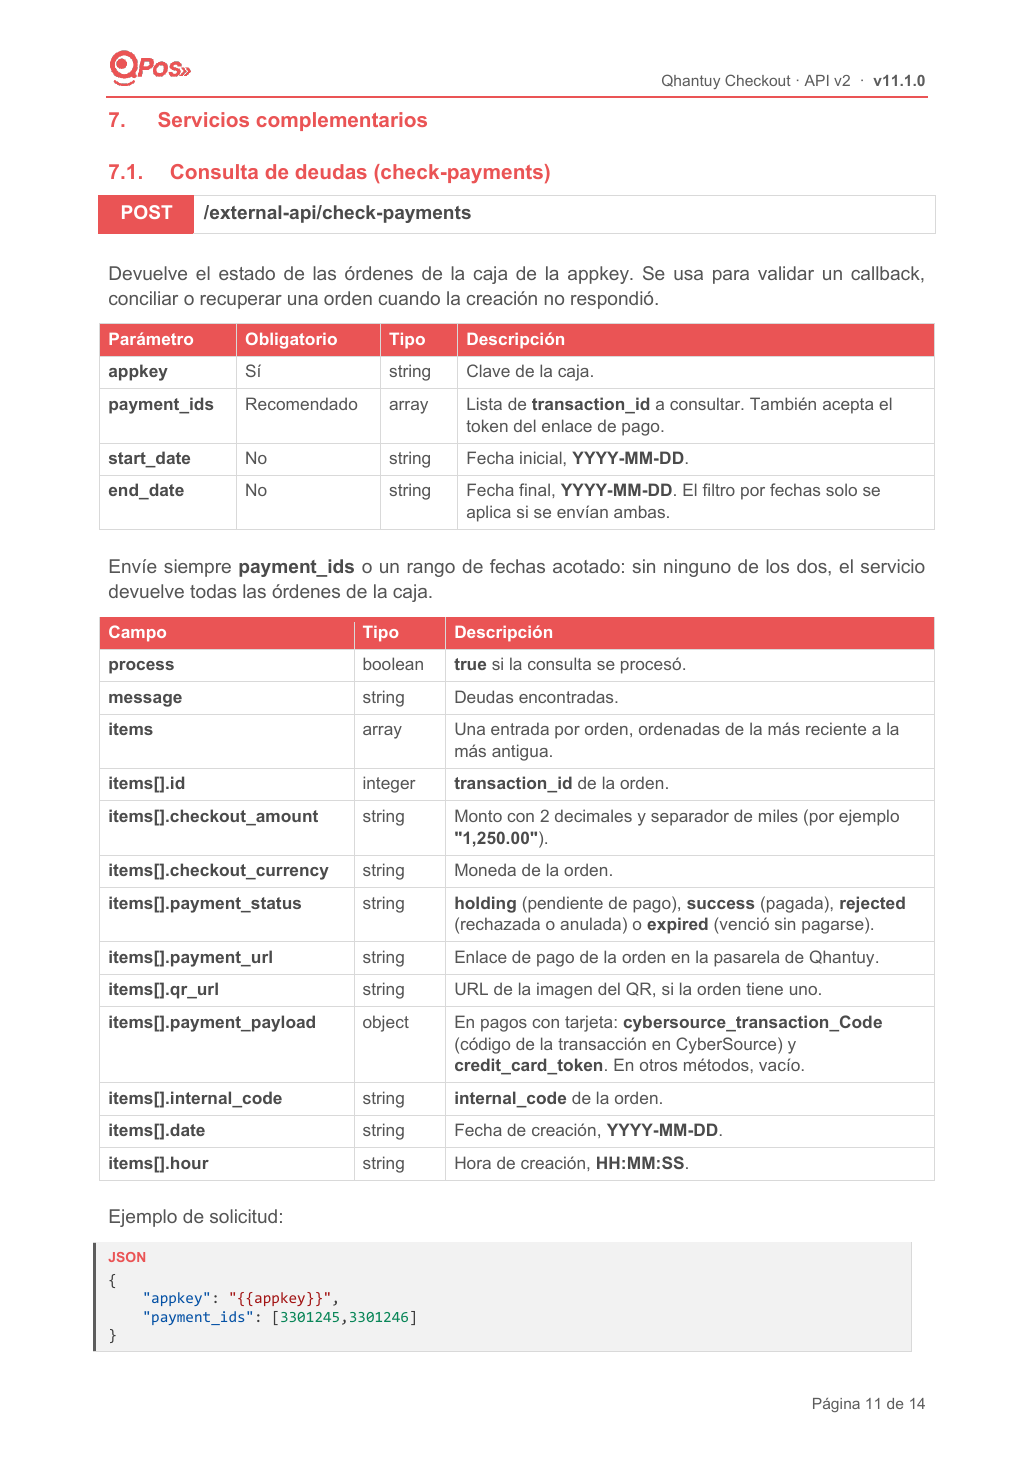 QPos»
Qhantuy Checkout · API v2 · v11.1.0
7. Servicios complementarios
7.1. Consulta de deudas (check-payments)
POST /external-api/check-payments
Devuelve el estado de las órdenes de la caja de la appkey. Se usa para validar un callback,
conciliar o recuperar una orden cuando la creación no respondió.
Parámetro Obligatorio Tipo Descripción
appkey Sí string Clave de la caja.
payment_ids Recomendado array Lista de transaction_id a consultar. También acepta el
token del enlace de pago.
start_date No string Fecha inicial, YYYY-MM-DD.
end_date No string Fecha final, YYYY-MM-DD. El filtro por fechas solo se
aplica si se envían ambas.
Envíe siempre payment_ids o un rango de fechas acotado: sin ninguno de los dos, el servicio
devuelve todas las órdenes de la caja.
Campo Tipo Descripción
process boolean true si la consulta se procesó.
message string Deudas encontradas.
items array Una entrada por orden, ordenadas de la más reciente a la
más antigua.
items[].id integer transaction_id de la orden.
items[].checkout_amount string Monto con 2 decimales y separador de miles (por ejemplo
"1,250.00").
items[].checkout_currency string Moneda de la orden.
items[].payment_status string holding (pendiente de pago), success (pagada), rejected
(rechazada o anulada) o expired (venció sin pagarse).
items[].payment_url string Enlace de pago de la orden en la pasarela de Qhantuy.
items[].qr_url string URL de la imagen del QR, si la orden tiene uno.
items[].payment_payload object En pagos con tarjeta: cybersource_transaction_Code
(código de la transacción en CyberSource) y
credit_card_token. En otros métodos, vacío.
items[].internal_code string internal_code de la orden.
items[].date string Fecha de creación, YYYY-MM-DD.
items[].hour string Hora de creación, HH:MM:SS.
Ejemplo de solicitud:
JSON
{
"appkey": "{{appkey}}",
"payment_ids": [3301245,3301246]
}
Página 11 de 14